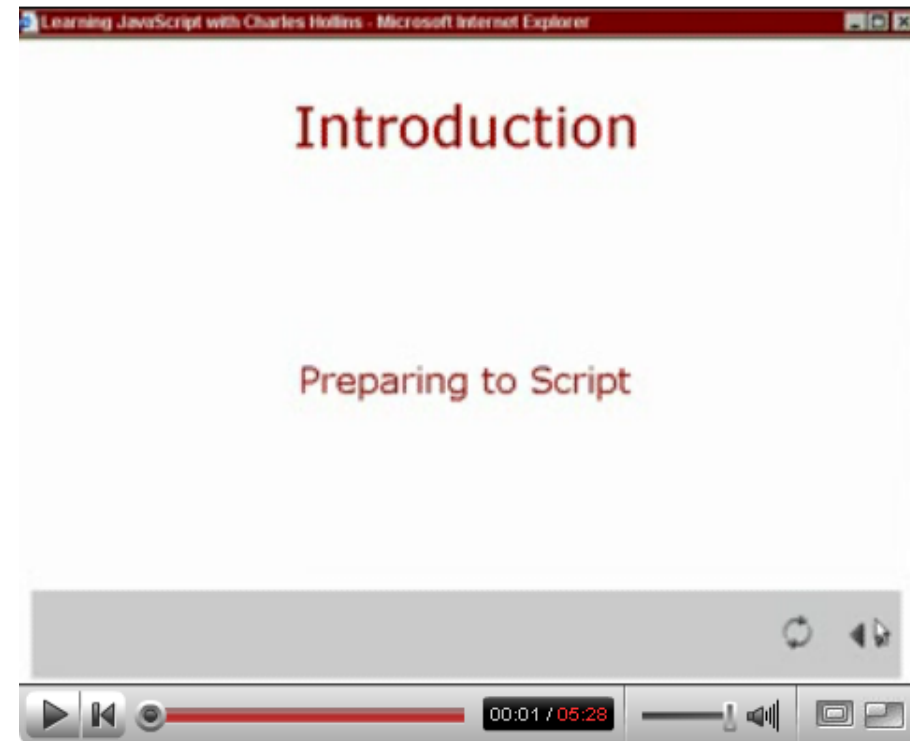 Learning JavaScript with Charles Hollins - Microsoft Internet Explorer
Introduction
Preparing to Script
00:01 / 05:28